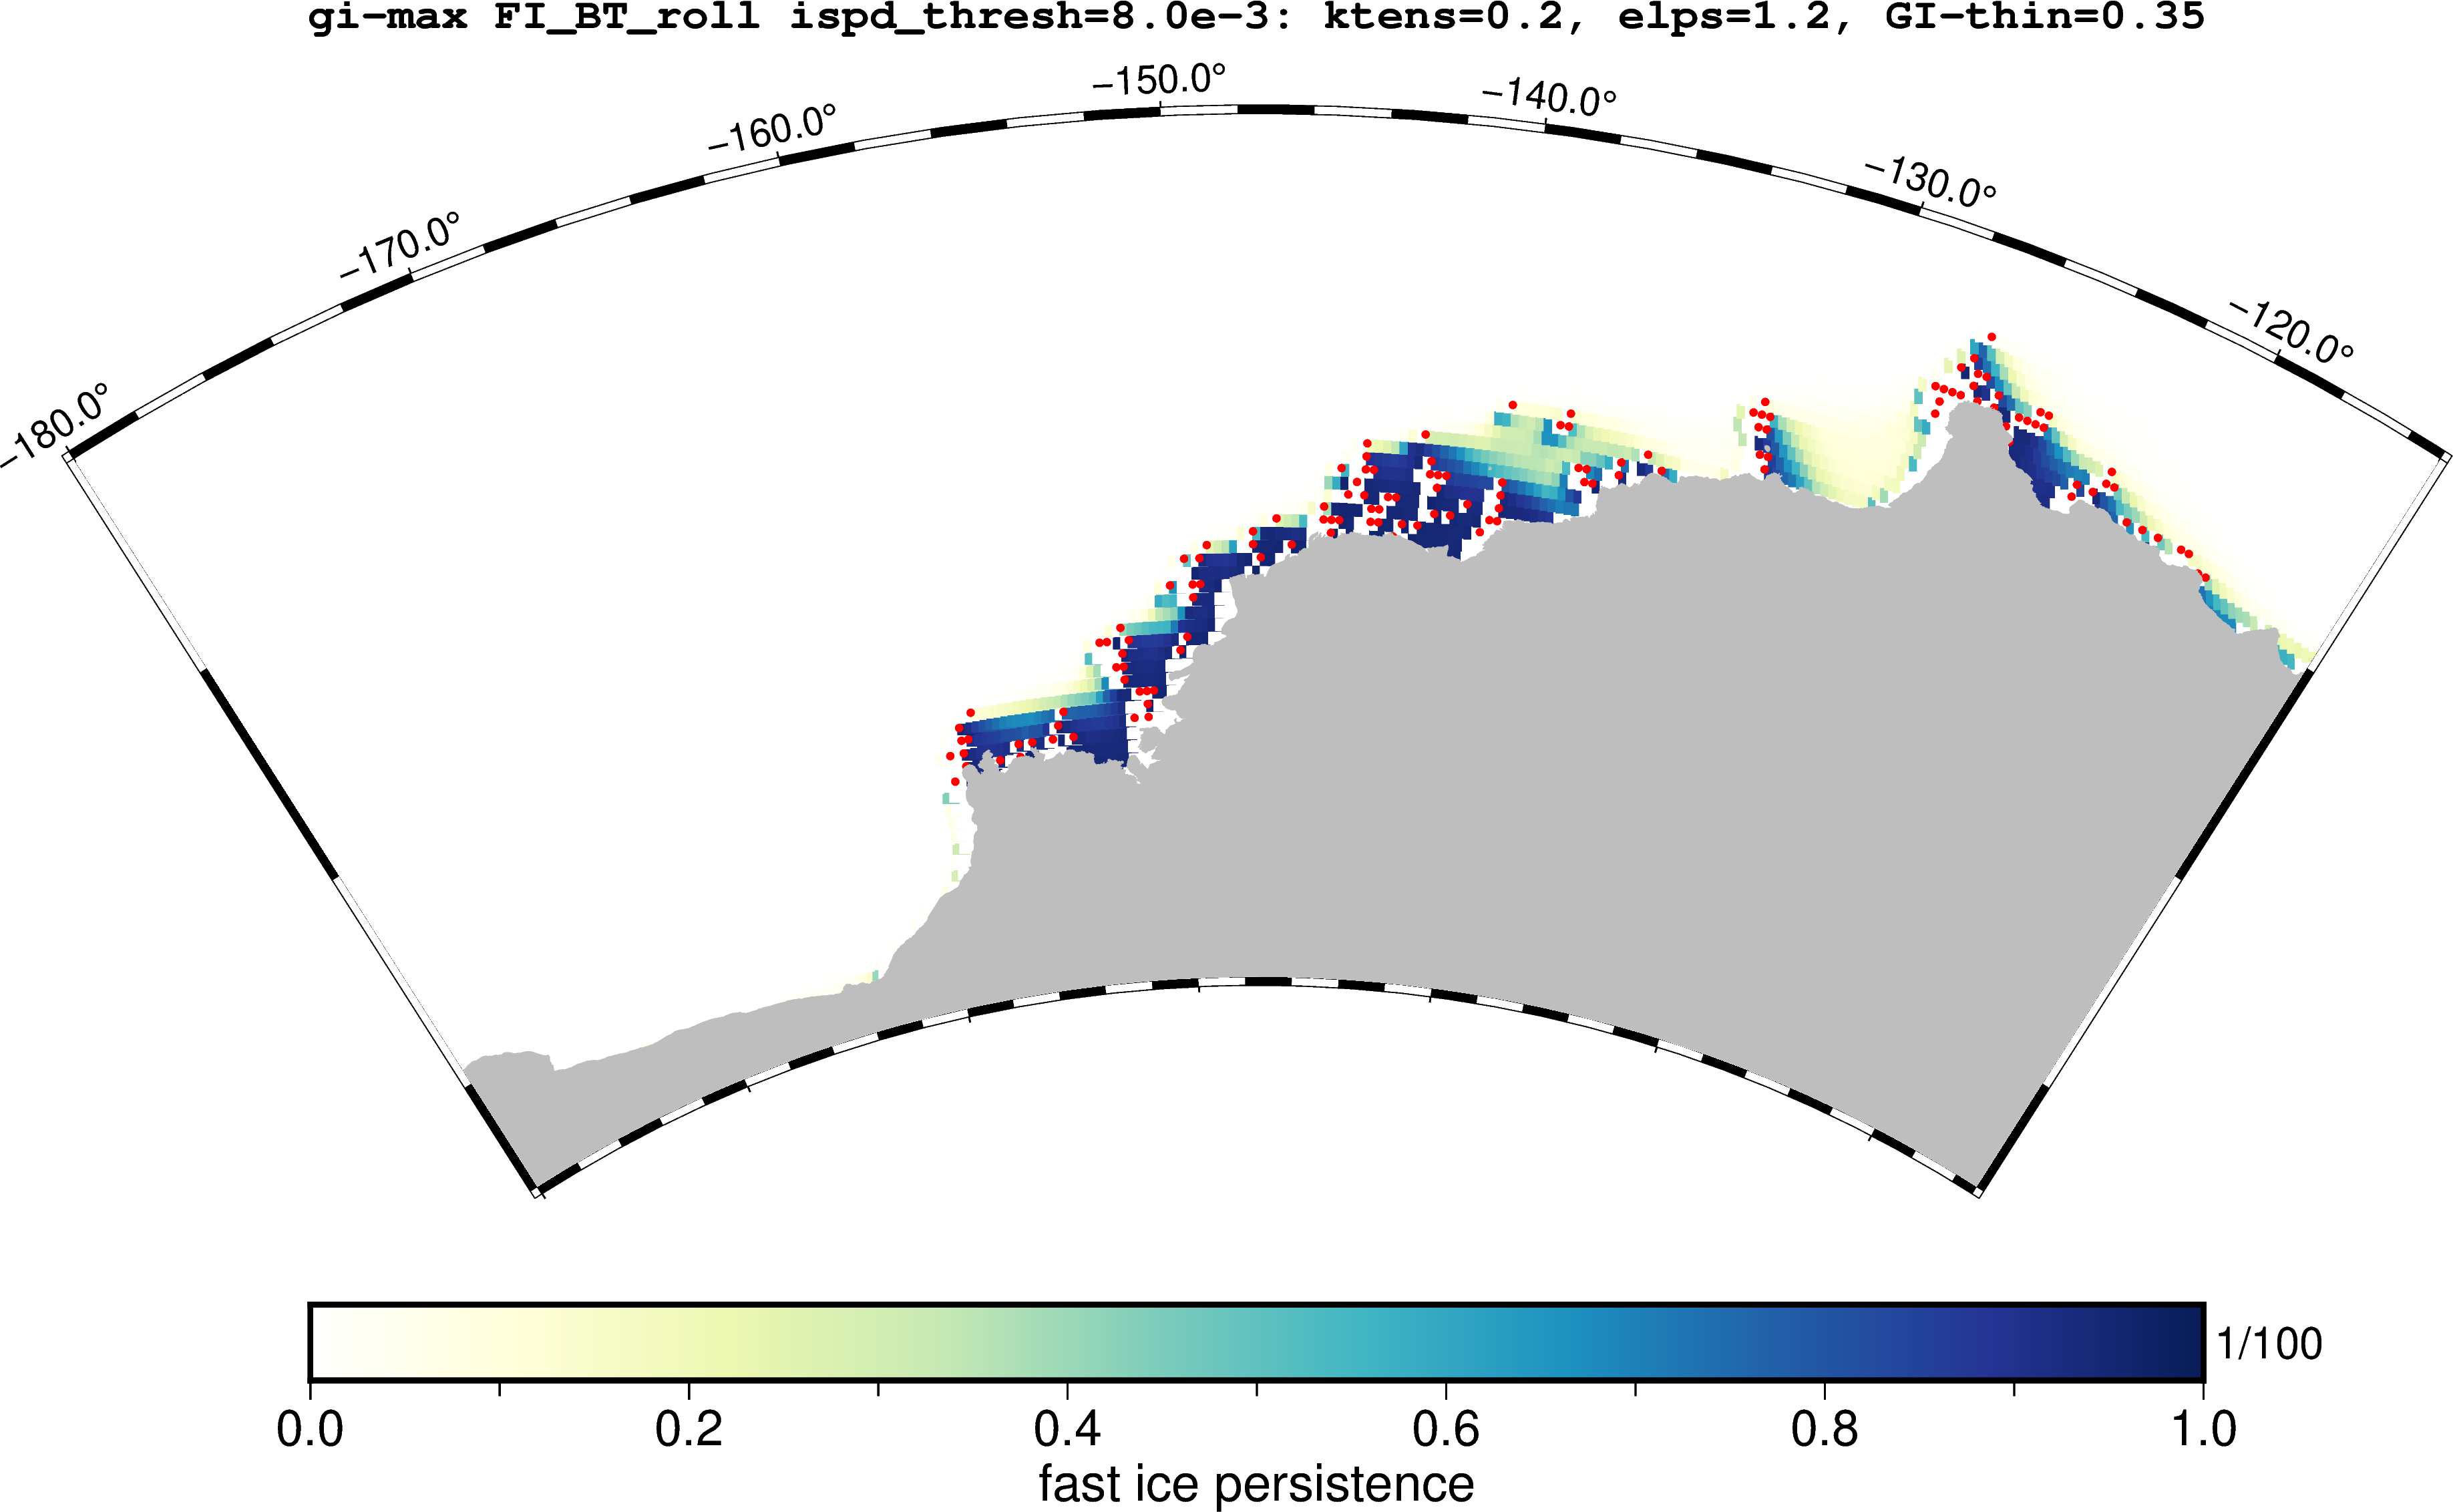 gi-max FI_BT_roll ispd_thresh=8.0e-3: ktens=0.2, elps=1.2, GI-thin=0.35
−180.0°
−170.0°
−160.0°
−150.0°
−140.0°
−130.0°
−120.0°
1/100
0.0 0.2 0.4 0.6 0.8 1.0
fast ice persistence